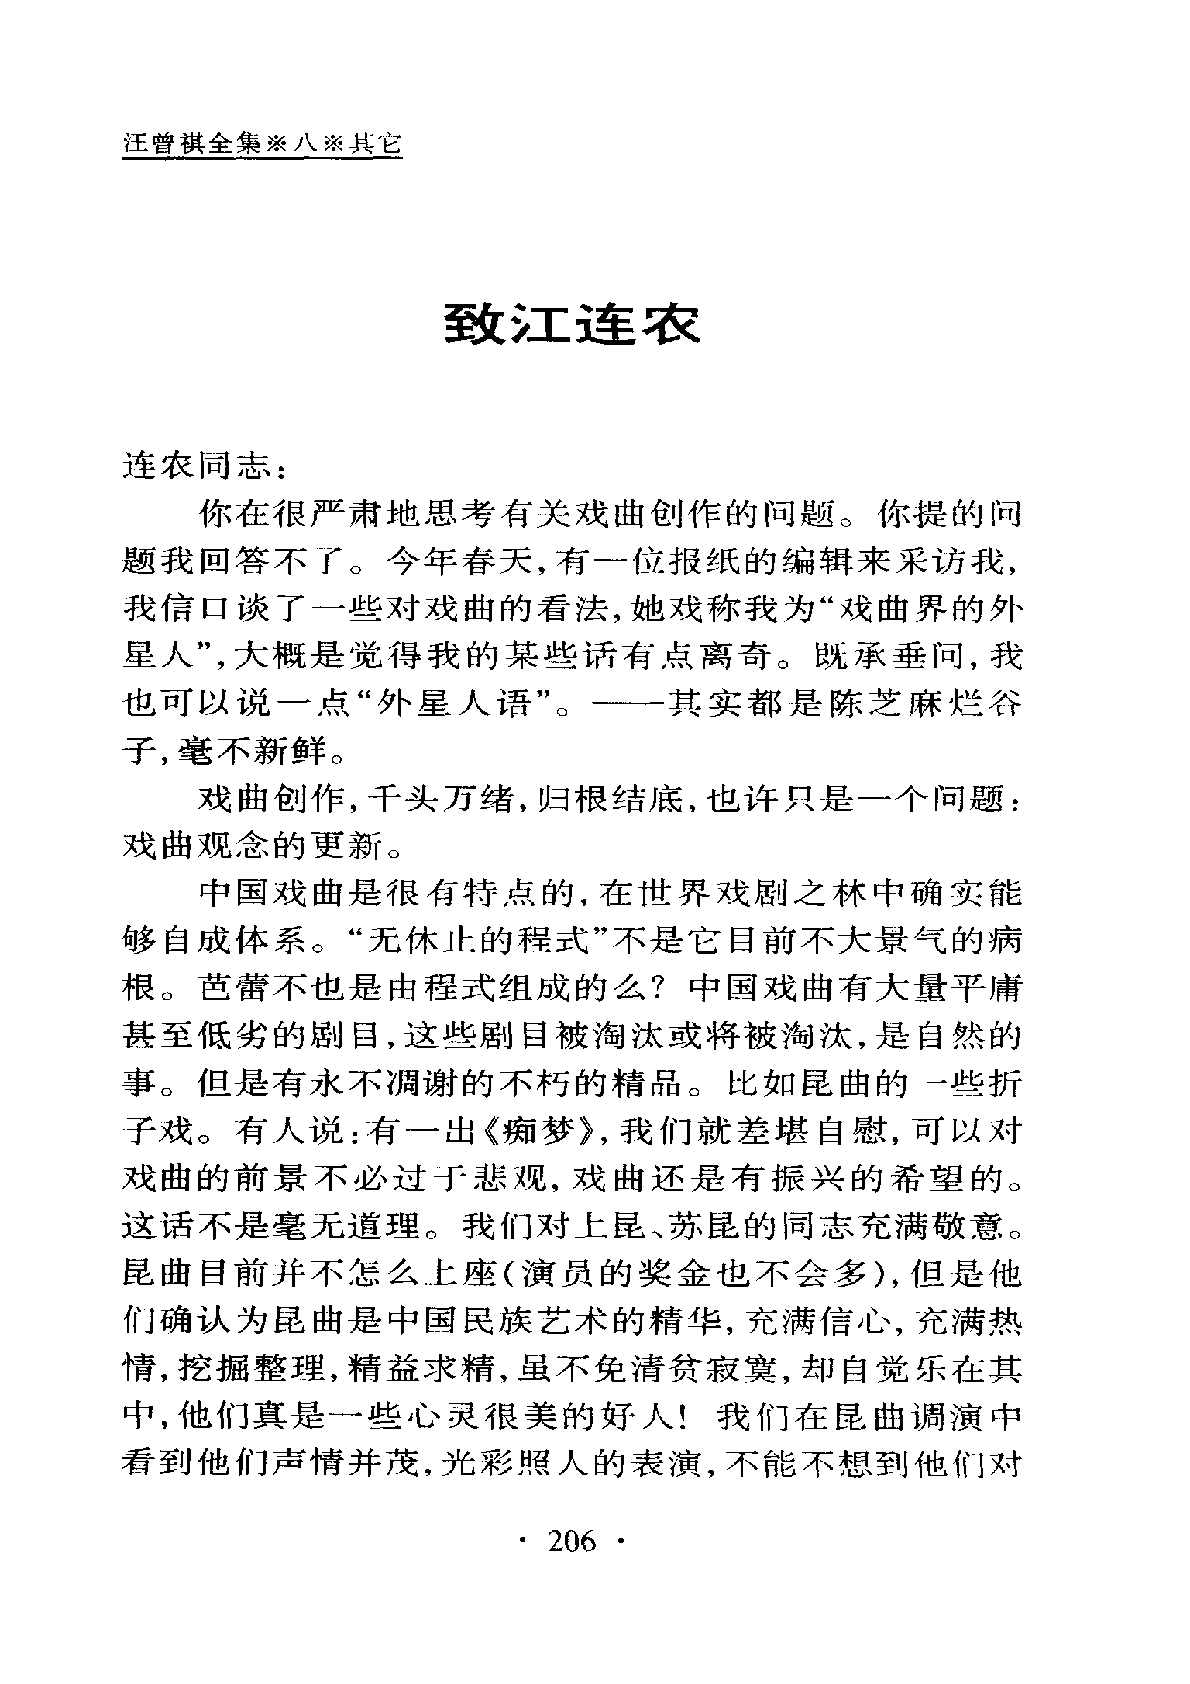 汪曾祺全集※八※其它
致江连农
连农同志：
你在很严肃地思考有关戏曲创作的问题。你提的问
题我回答不了。今年春天，有一位报纸的编辑来采访我，
我信口谈了一些对戏曲的看法，她戏称我为“戏曲界的外
星人”，大概是觉得我的某些话有点离奇。既承垂问，我
也可以说一点“外星人语”。——其实都是陈芝麻烂谷
子，毫不新鲜。
戏曲创作，千头万绪，归根结底，也许只是一个问题：
戏曲观念的更新。
中国戏曲是很有特点的，在世界戏剧之林中确实能
够自成体系。“无休止的程式”不是它目前不大景气的病
根。芭蕾不也是由程式组成的么？中国戏曲有大量平庸
甚至低劣的剧目，这些剧目被淘汰或将被淘汰，是自然的
事。但是有永不凋谢的不朽的精品。比如昆曲的一些折
子戏。有人说：有一出《痴梦》，我们就差堪自慰，可以对
戏曲的前景不必过于悲观，戏曲还是有振兴的希望的。
这话不是毫无道理。我们对上昆、苏昆的同志充满敬意。
昆曲目前并不怎么上座（演员的奖金也不会多），但是他
们确认为昆曲是中国民族艺术的精华，充满信心，充满热
情，挖掘整理，精益求精，虽不免清贫寂寞，却自觉乐在其
中，他们真是一些心灵很美的好人！我们在昆曲调演中
看到他们声情并茂，光彩照人的表演，不能不想到他们对
· 206 ·